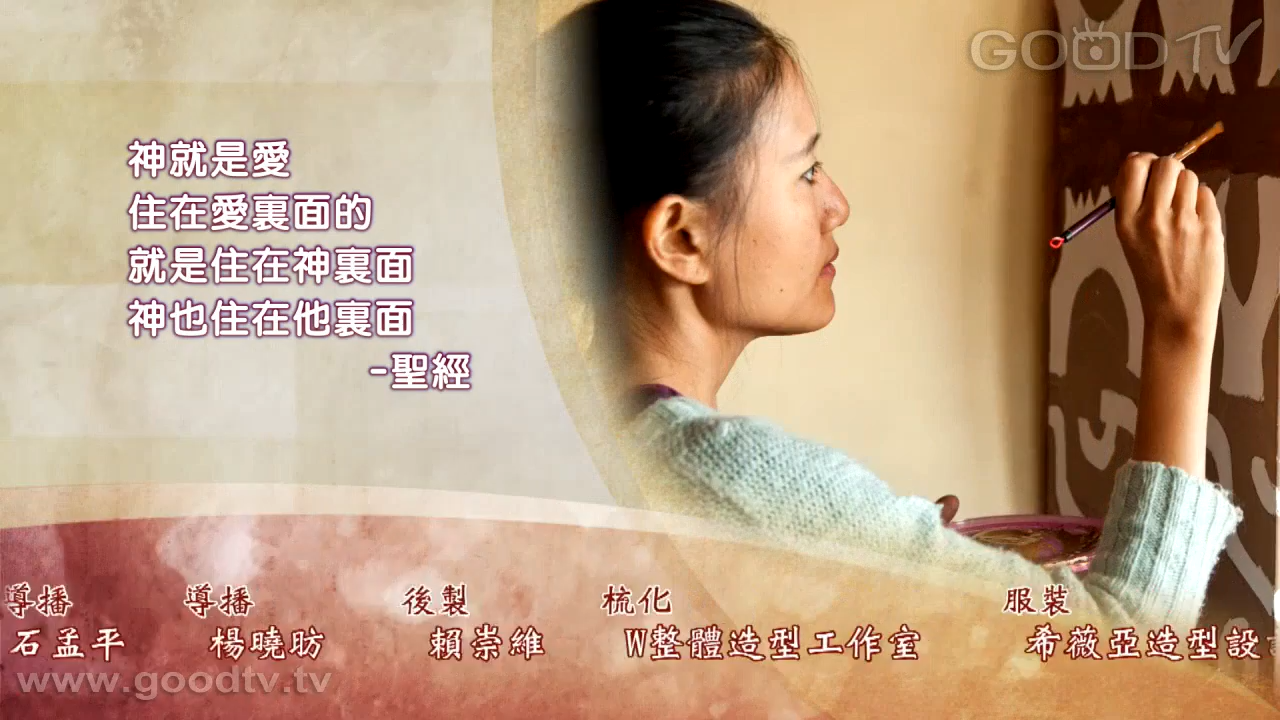 GOOD TV
神就是愛
住在愛裏面的
就是住在神裏面
神也住在他裏面
-聖經
導播 導播 後製 梳化 服裝
石孟平 楊曉昉 賴崇維 W整體造型工作室 希薇亞造型設
www.goodtv.tv